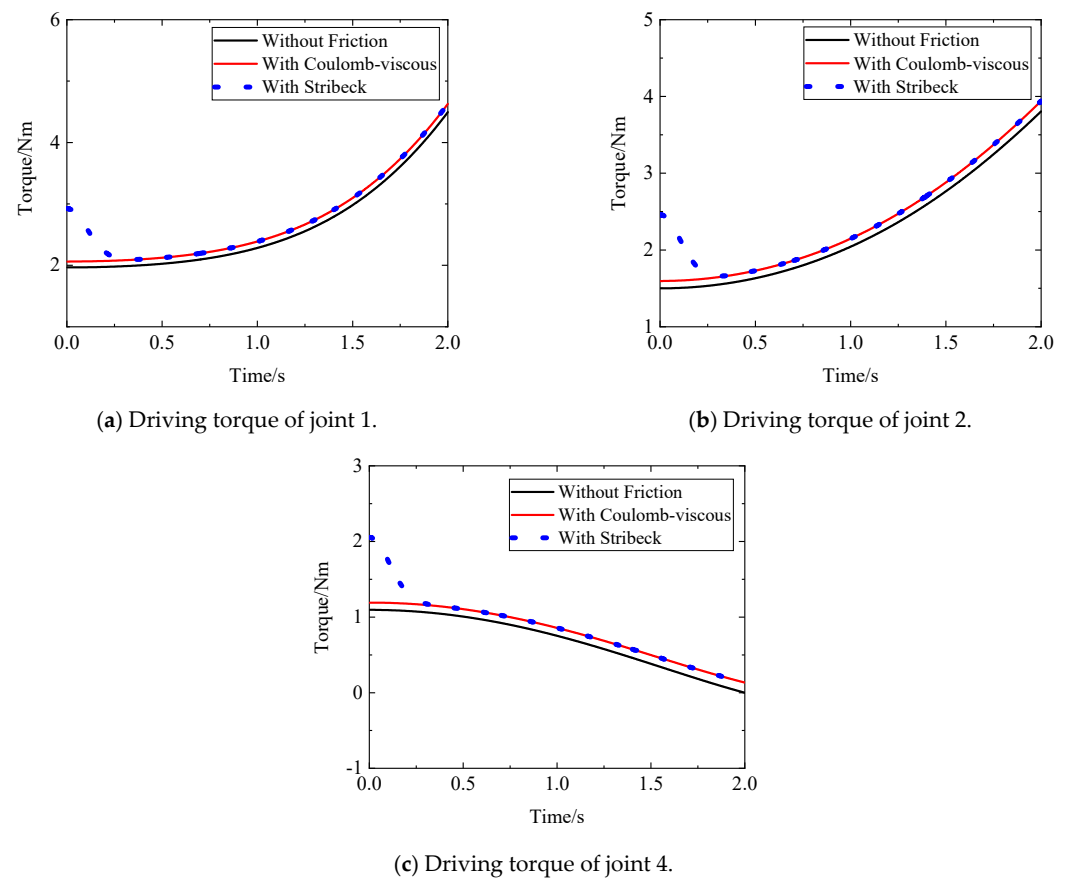 6
4
2
Torque/Nm
Without Friction
With Coulomb-viscous
With Stribeck
0.0 0.5 1.0 1.5 2.0
Time/s
(a) Driving torque of joint 1.
5
4
3
2
1
Torque/Nm
Without Friction
With Coulomb-viscous
With Stribeck
0.0 0.5 1.0 1.5 2.0
Time/s
(b) Driving torque of joint 2.
3
2
1
0
-1
Torque/Nm
Without Friction
With Coulomb-viscous
With Stribeck
0.0 0.5 1.0 1.5 2.0
Time/s
(c) Driving torque of joint 4.